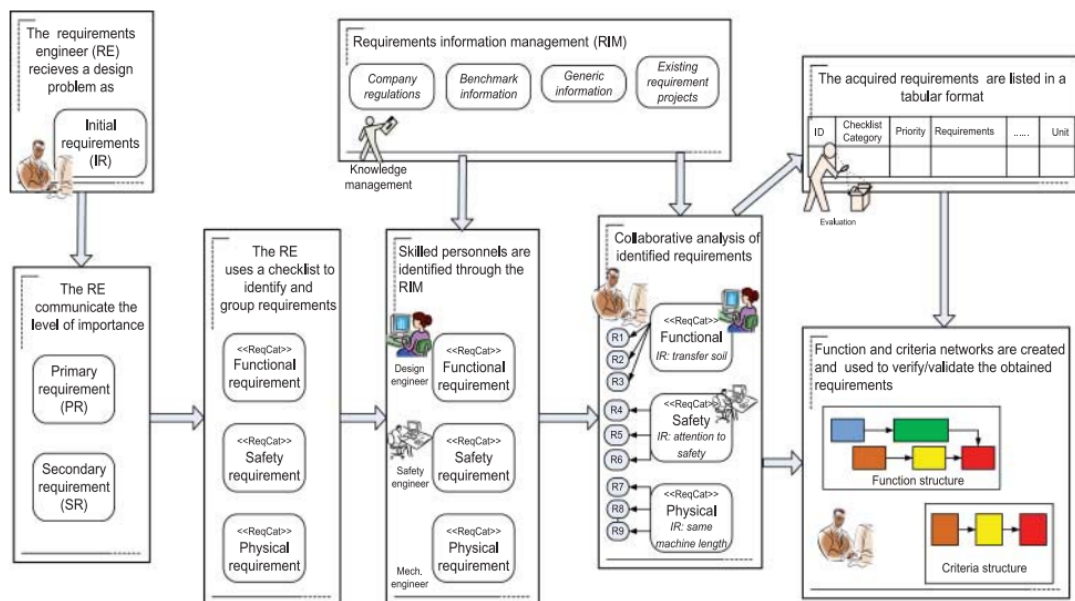 The requirements
engineer (RE)
recieves a design
problem as
Initial
requirements
(IR)
Requirements information management (RIM)
Company
regulations
Benchmark
information
Generic
information
Existing
requirement
projects
Knowledge
management
The acquired requirements are listed in a
tabular format
ID
Checklist
Category
Priority
Requirements
......
Unit
Evaluation
The RE
communicate the
level of importance
Primary
requirement
(PR)
Secondary
requirement
(SR)
The RE
uses a checklist to
identify and
group requirements
<<ReqCat>>
Functional
requirement
<<ReqCat>>
Safety
requirement
<<ReqCat>>
Physical
requirement
Skilled personnels are
identified through the
RIM
Design
engineer
<<ReqCat>>
Functional
requirement
Safety
engineer
<<ReqCat>>
Safety
requirement
Mech.
engineer
<<ReqCat>>
Physical
requirement
Collaborative analysis of
identified requirements
<<ReqCat>>
Functional
IR: transfer soil
R1
R2
R3
<<ReqCat>>
Safety
IR: attention to
safety
R4
R5
R6
<<ReqCat>>
Physical
IR: same
machine length
R7
R8
R9
Function and criteria networks are created
and used to verify/validate the obtained
requirements
Function structure
Criteria structure